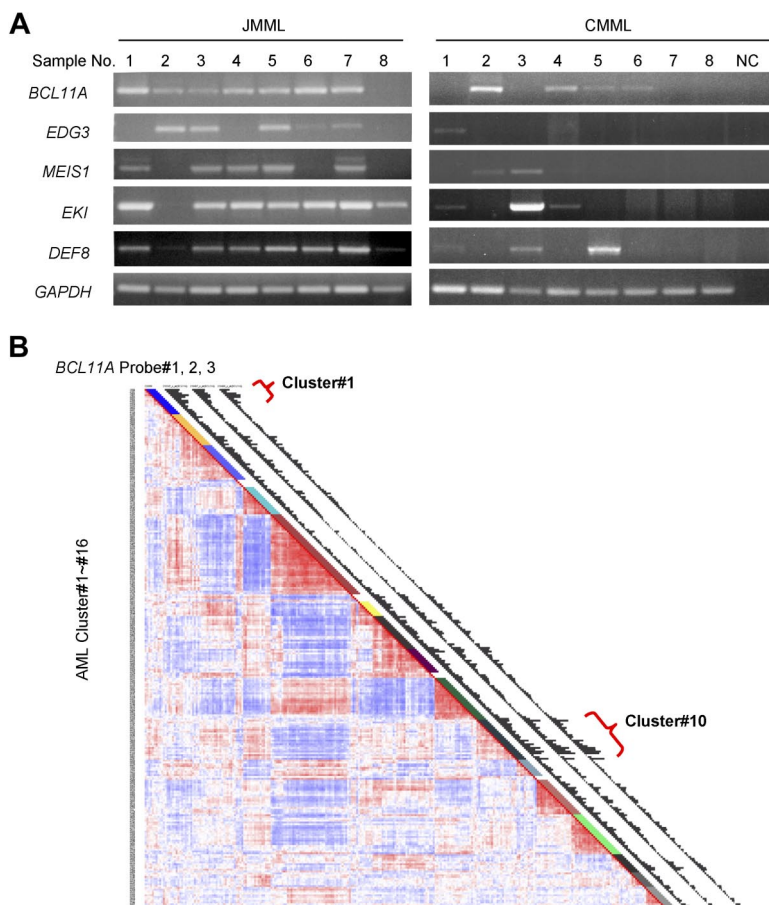 A
JMML CMML
Sample No. 1 2 3 4 5 6 7 8 1 2 3 4 5 6 7 8 NC
BCL11A
EDG3
MEIS1
EKI
DEF8
GAPDH
B
BCL11A Probe#1, 2, 3
Cluster#1
AML Cluster#1~#16
Cluster#10